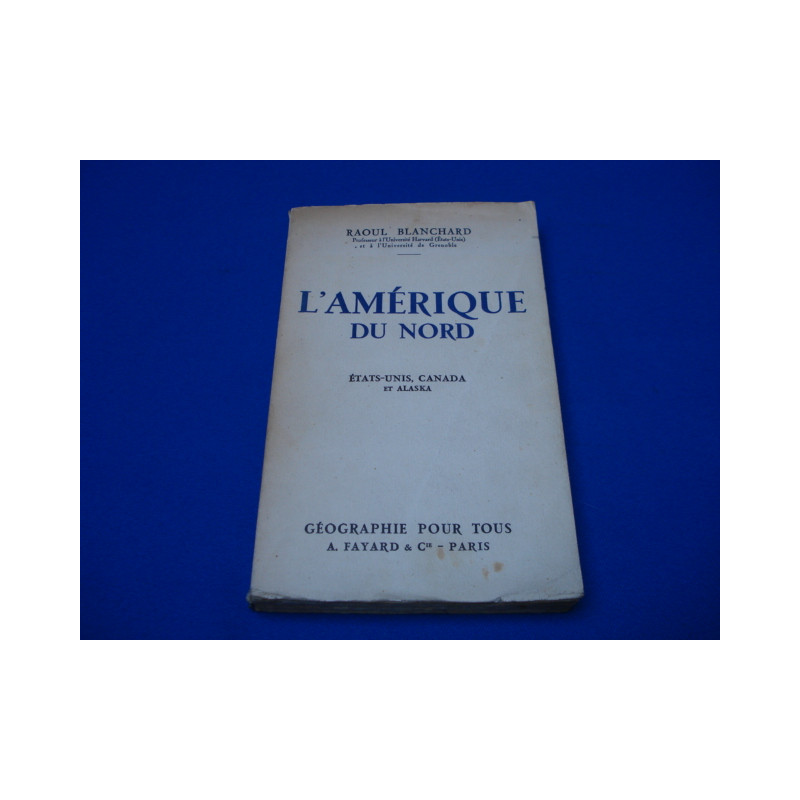 RAOUL BLANCHARD
Professeur à l'Université Harvard (États-Unis)
et à l'Université de Grenoble
L'AMÉRIQUE
DU NORD
ÉTATS-UNIS, CANADA
ET ALASKA
GÉOGRAPHIE POUR TOUS
A. FAYARD & Cie - PARIS